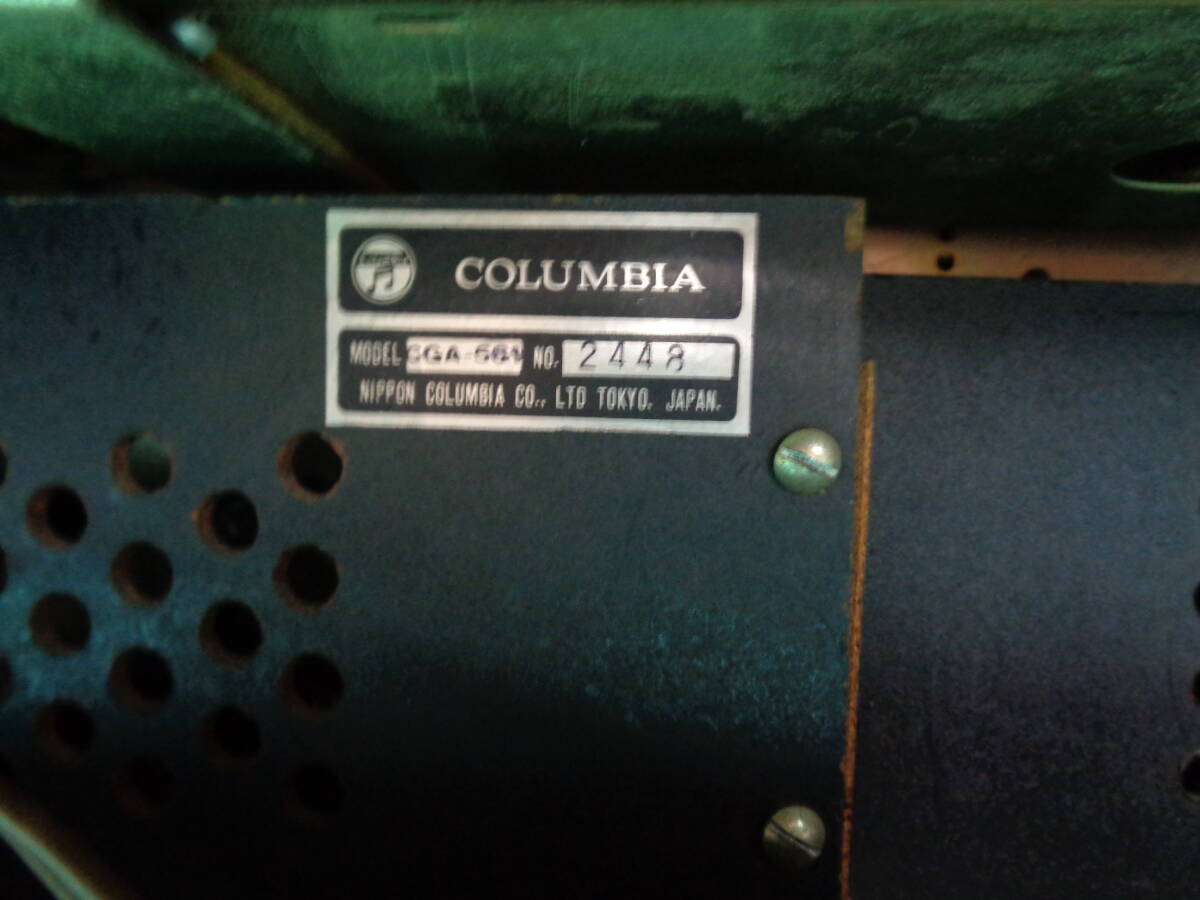 COLUMBIA
MODEL NO. 2448
NIPPON COLUMBIA CO., LTD TOKYO. JAPAN.